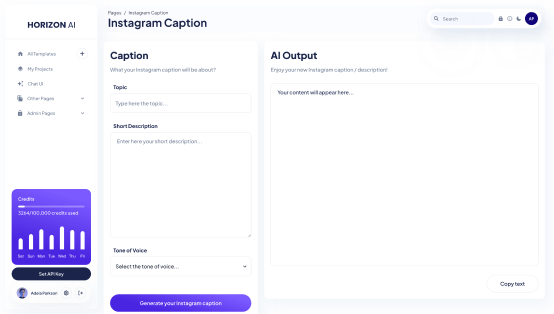 HORIZON AI
All Templates
My Projects
Chat UI
Other Pages
Admin Pages
Credits
3264/100,000 credits used
Sat Sun Mon Tue Wed Thu Fri
Set API Key
Adela Parkson
Pages / Instagram Caption
Instagram Caption
Search
AP
Caption
What your Instagram caption will be about?
Topic
Type here the topic...
Short Description
Enter here your short description...
Tone of Voice
Select the tone of voice...
Generate your Instagram caption
AI Output
Enjoy your new Instagram caption / description!
Your content will appear here...
Copy text